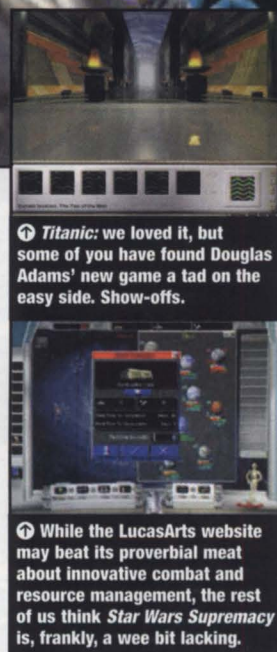 Titanic: we loved it, but
some of you have found Douglas
Adams' new game a tad on the
easy side. Show-offs.
While the LucasArts website
may beat its proverbial meat
about innovative combat and
resource management, the rest
of us think Star Wars Supremacy
is, frankly, a wee bit lacking.